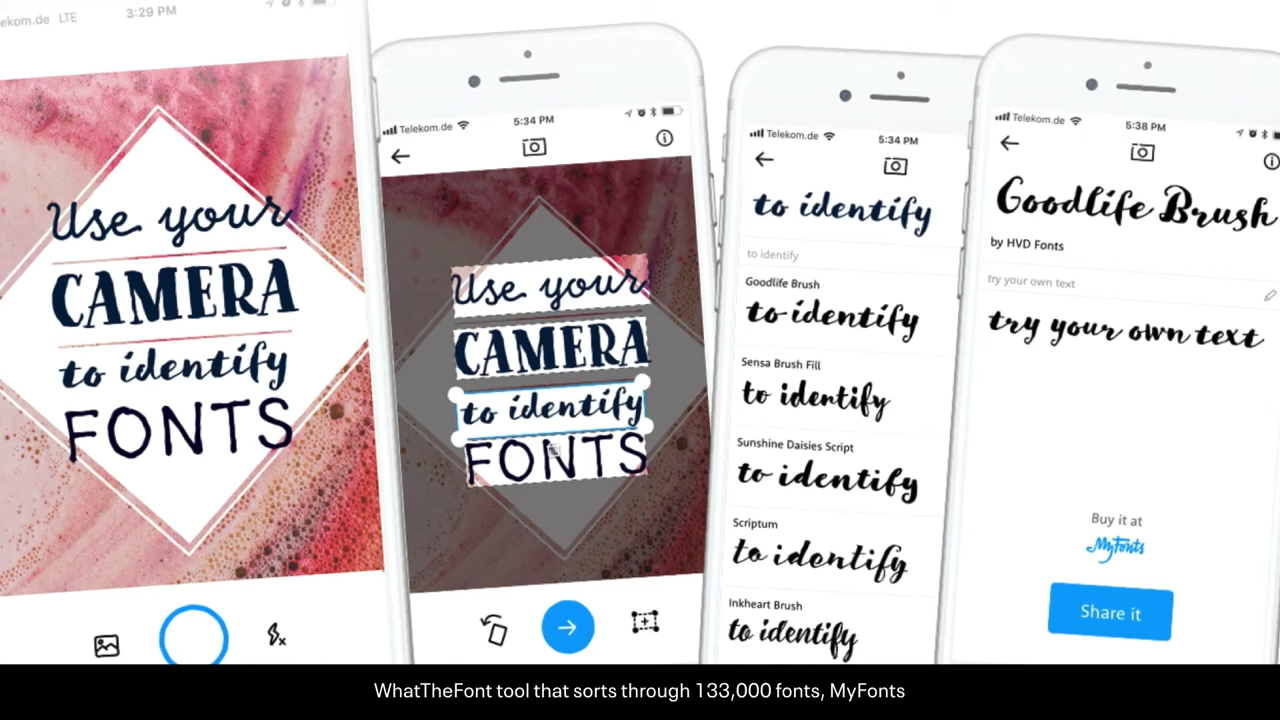 ekom.de LTE 3:29 PM
Use your
CAMERA
to identify
FONTS
Telekom.de 5:34 PM
Use your
CAMERA
to identify
FONTS
Telekom.de 5:34 PM
to identify
to identify
Goodlife Brush
to identify
Sensa Brush Fill
to identify
Sunshine Daisies Script
to identify
Scriptum
to identify
Inkheart Brush
to identify
Telekom.de 5:38 PM
Goodlife Brush
by HVD Fonts
try your own text
try your own text
Buy it at
MyFonts
Share it
WhatTheFont tool that sorts through 133,000 fonts, MyFonts